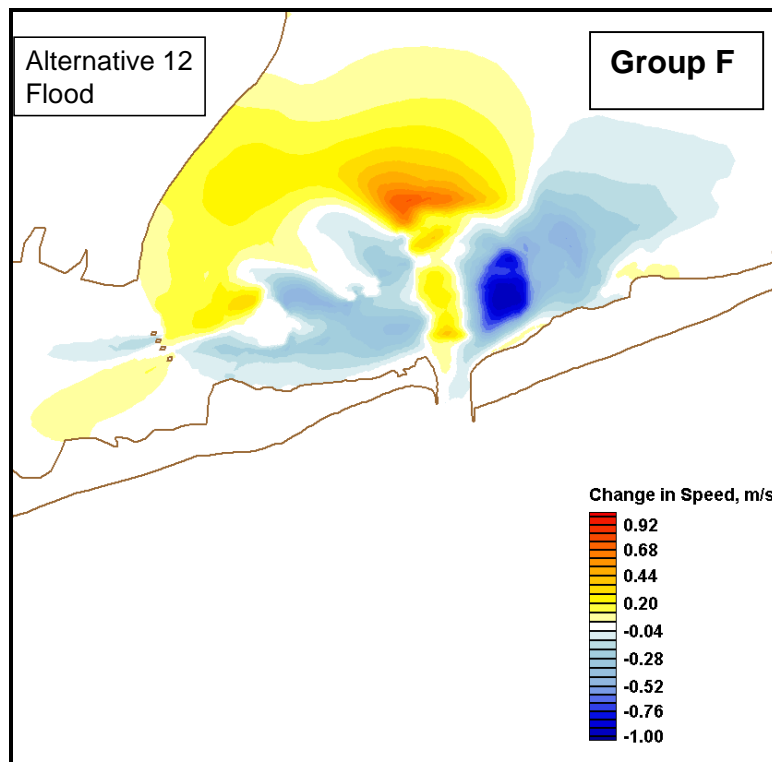 Alternative 12
Flood
Group F
Change in Speed, m/s
0.92
0.68
0.44
0.20
-0.04
-0.28
-0.52
-0.76
-1.00